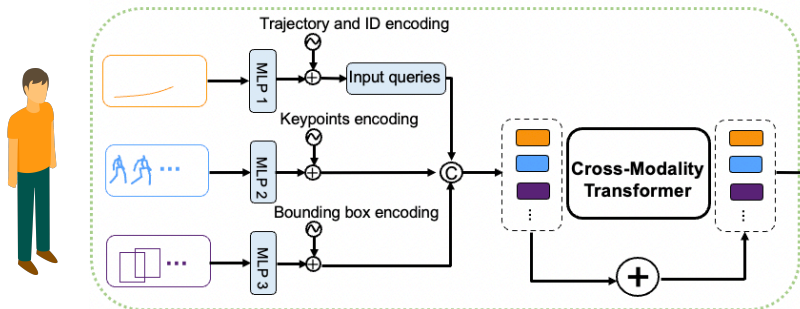 Trajectory and ID encoding
MLP 1
Input queries
Keypoints encoding
MLP 2
C
Cross-Modality
Transformer
Bounding box encoding
MLP 3